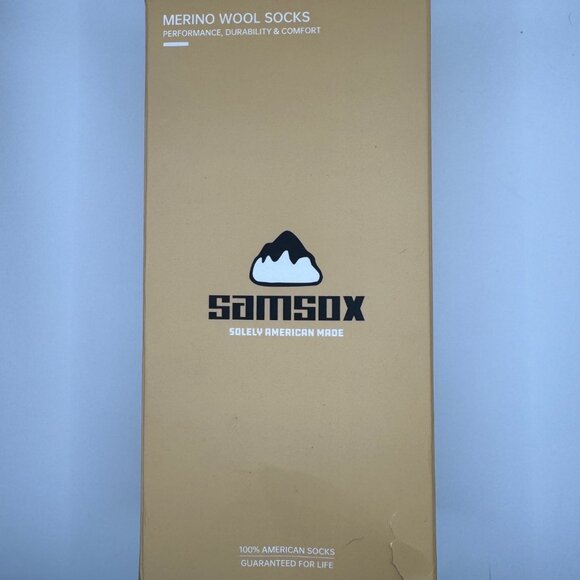 MERINO WOOL SOCKS
PERFORMANCE, DURABILITY & COMFORT
samsox
SOLELY AMERICAN MADE
100% AMERICAN SOCKS
GUARANTEED FOR LIFE